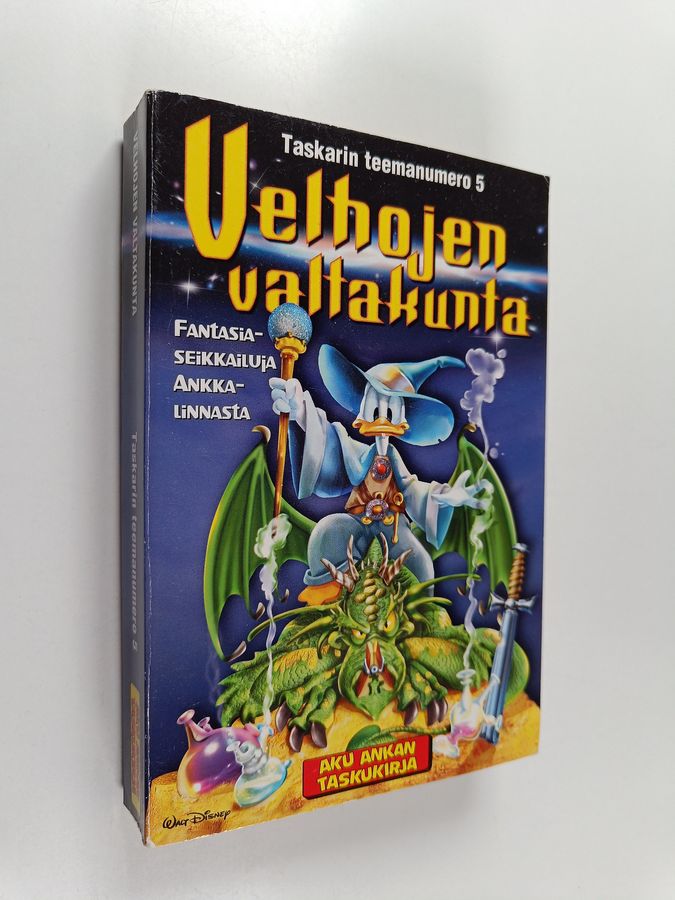 Taskarin teemanumero 5
Velhojen
valtakunta
FANTASIA-
SEIKKAILUJA
ANKKA-
LINNASTA
AKU ANKAN
TASKUKIRJA
WALT DISNEY
VELHOJEN VALTAKUNTA
Taskarin teemanumero 5